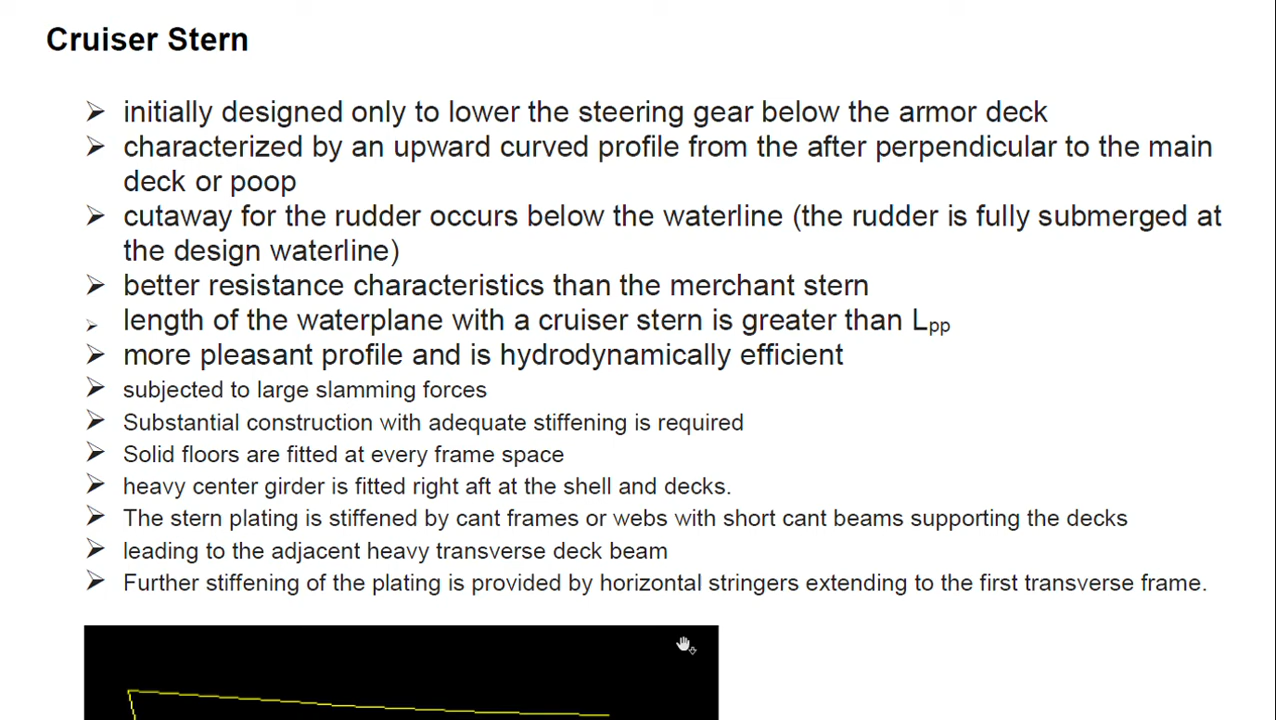 Cruiser Stern
➢ initially designed only to lower the steering gear below the armor deck
➢ characterized by an upward curved profile from the after perpendicular to the main
deck or poop
➢ cutaway for the rudder occurs below the waterline (the rudder is fully submerged at
the design waterline)
➢ better resistance characteristics than the merchant stern
➢ length of the waterplane with a cruiser stern is greater than Lpp
➢ more pleasant profile and is hydrodynamically efficient
➢ subjected to large slamming forces
➢ Substantial construction with adequate stiffening is required
➢ Solid floors are fitted at every frame space
➢ heavy center girder is fitted right aft at the shell and decks.
➢ The stern plating is stiffened by cant frames or webs with short cant beams supporting the decks
➢ leading to the adjacent heavy transverse deck beam
➢ Further stiffening of the plating is provided by horizontal stringers extending to the first transverse frame.